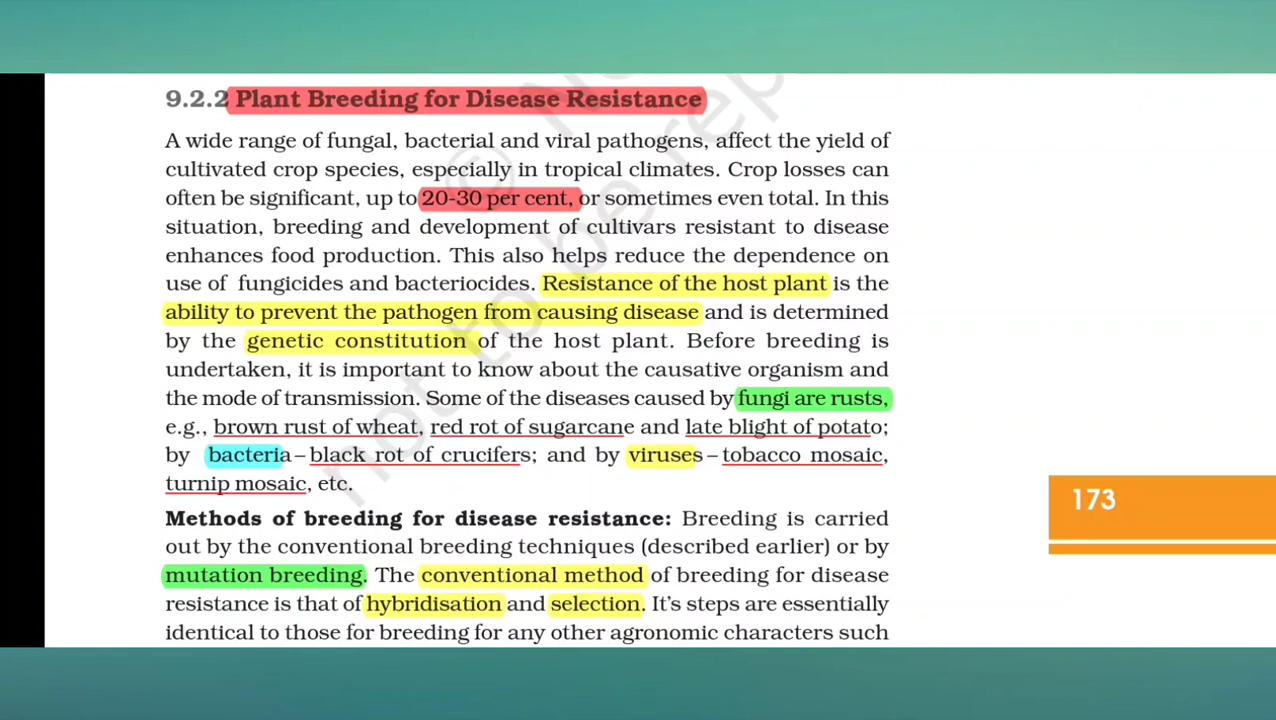 9.2.2 Plant Breeding for Disease Resistance
A wide range of fungal, bacterial and viral pathogens, affect the yield of
cultivated crop species, especially in tropical climates. Crop losses can
often be significant, up to 20-30 per cent, or sometimes even total. In this
situation, breeding and development of cultivars resistant to disease
enhances food production. This also helps reduce the dependence on
use of fungicides and bacteriocides. Resistance of the host plant is the
ability to prevent the pathogen from causing disease and is determined
by the genetic constitution of the host plant. Before breeding is
undertaken, it is important to know about the causative organism and
the mode of transmission. Some of the diseases caused by fungi are rusts,
e.g., brown rust of wheat, red rot of sugarcane and late blight of potato;
by bacteria – black rot of crucifers; and by viruses – tobacco mosaic,
turnip mosaic, etc.
173
Methods of breeding for disease resistance: Breeding is carried
out by the conventional breeding techniques (described earlier) or by
mutation breeding. The conventional method of breeding for disease
resistance is that of hybridisation and selection. It's steps are essentially
identical to those for breeding for any other agronomic characters such
© 
not to be rep